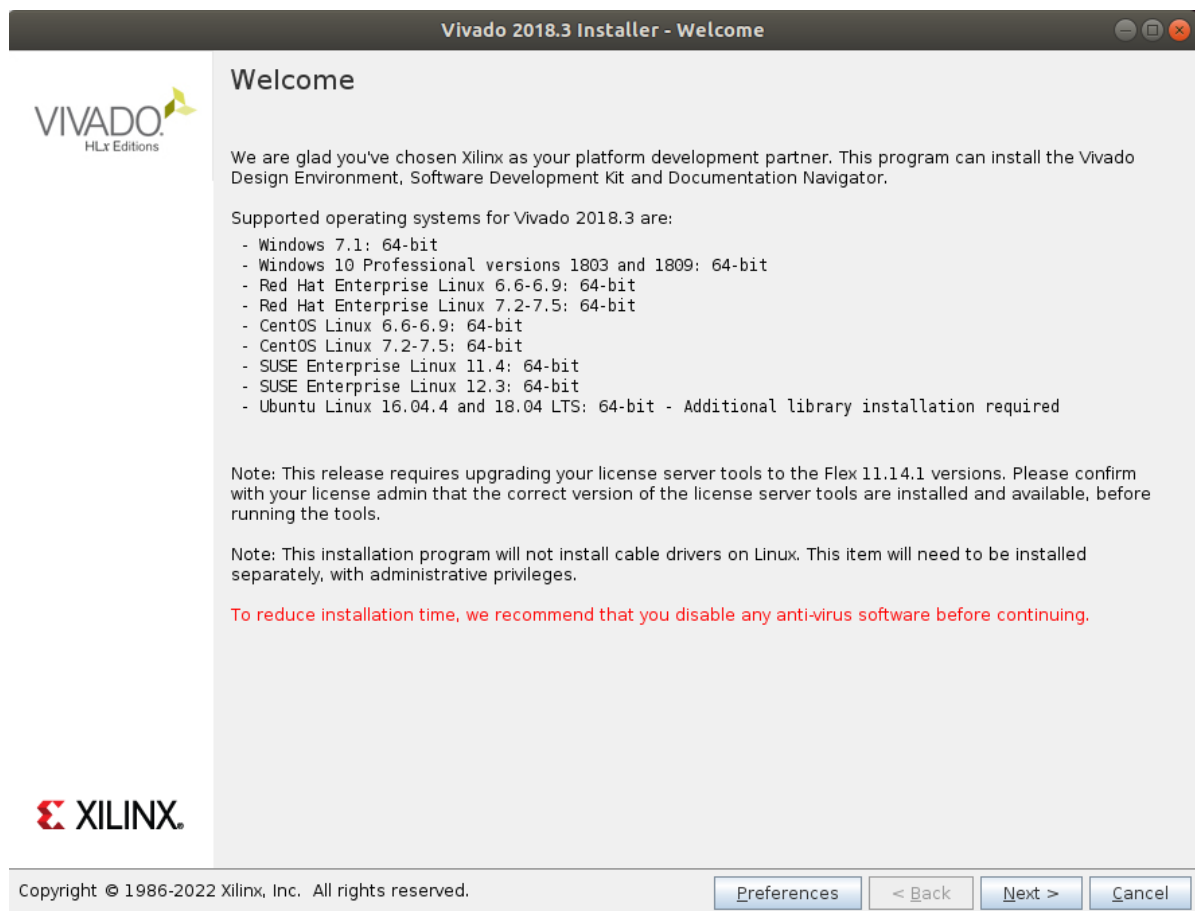 Vivado 2018.3 Installer - Welcome
VIVADO.
HLx Editions
Welcome
We are glad you've chosen Xilinx as your platform development partner. This program can install the Vivado
Design Environment, Software Development Kit and Documentation Navigator.
Supported operating systems for Vivado 2018.3 are:
- Windows 7.1: 64-bit
- Windows 10 Professional versions 1803 and 1809: 64-bit
- Red Hat Enterprise Linux 6.6-6.9: 64-bit
- Red Hat Enterprise Linux 7.2-7.5: 64-bit
- CentOS Linux 6.6-6.9: 64-bit
- CentOS Linux 7.2-7.5: 64-bit
- SUSE Enterprise Linux 11.4: 64-bit
- SUSE Enterprise Linux 12.3: 64-bit
- Ubuntu Linux 16.04.4 and 18.04 LTS: 64-bit - Additional library installation required
Note: This release requires upgrading your license server tools to the Flex 11.14.1 versions. Please confirm
with your license admin that the correct version of the license server tools are installed and available, before
running the tools.
Note: This installation program will not install cable drivers on Linux. This item will need to be installed
separately, with administrative privileges.
To reduce installation time, we recommend that you disable any anti-virus software before continuing.
XILINX®
Copyright © 1986-2022 Xilinx, Inc. All rights reserved.
Preferences
< Back
Next >
Cancel